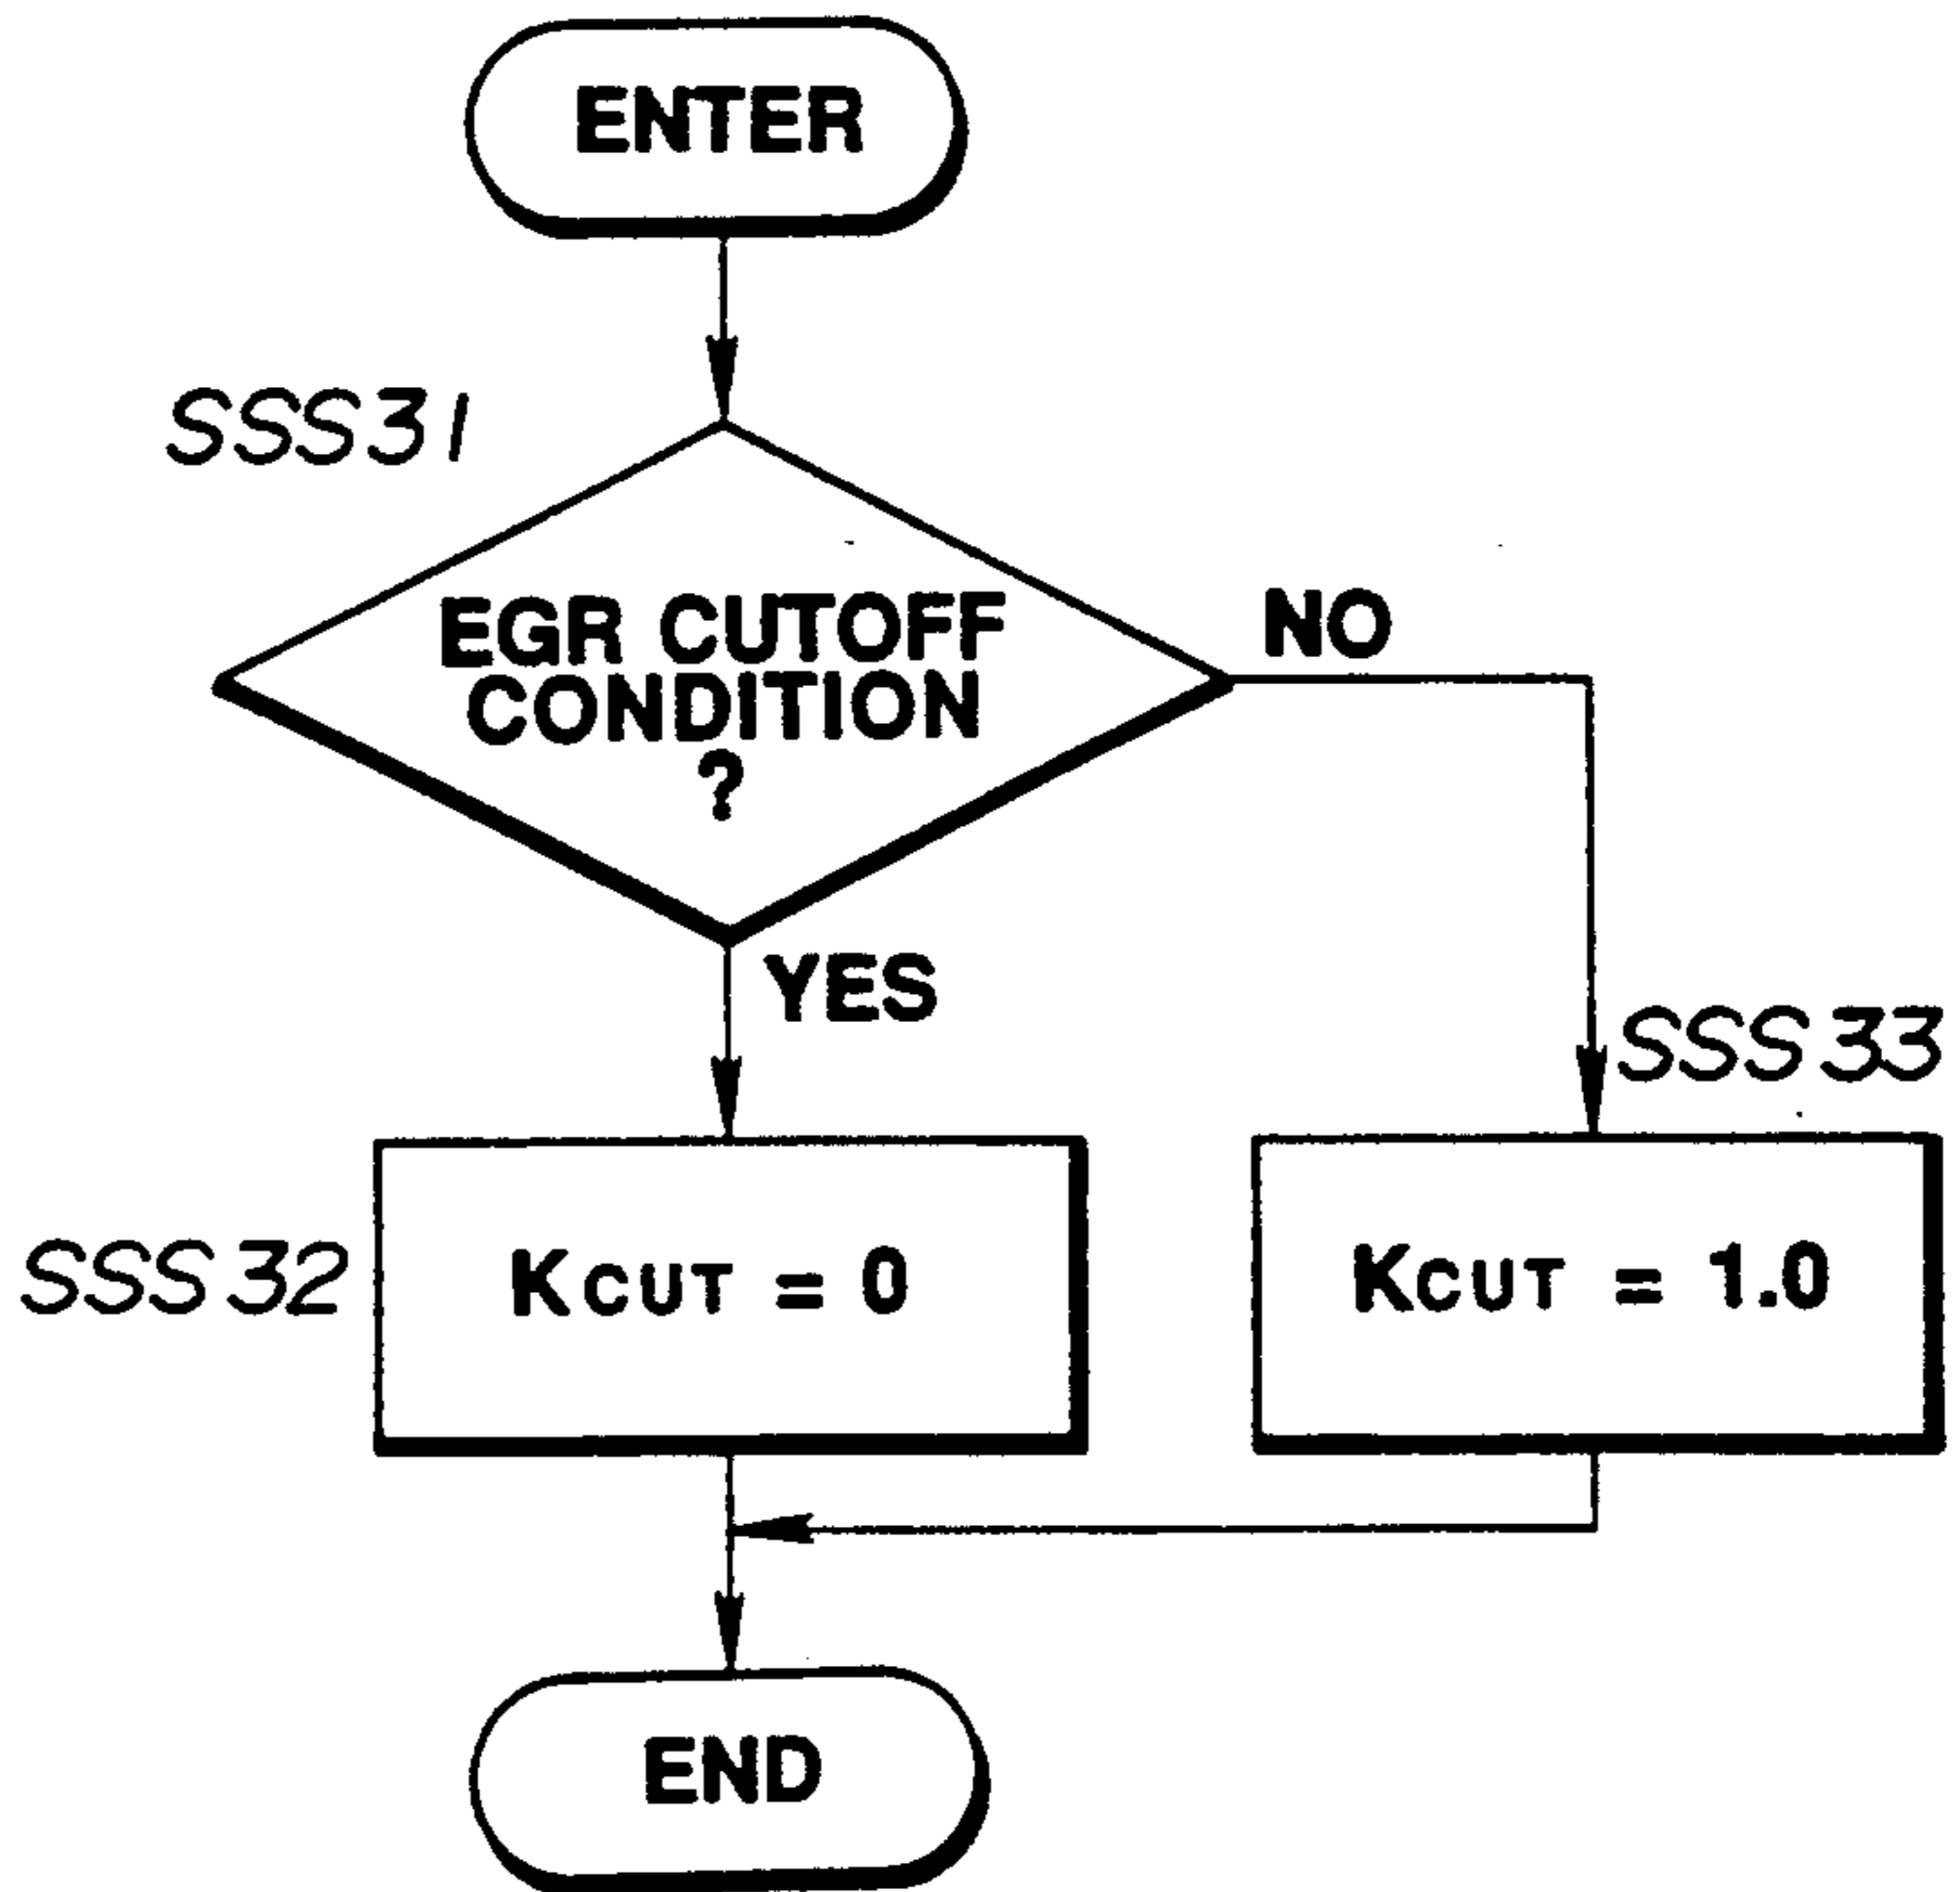 ENTER
SSS31
EGR CUTOFF
CONDITION
?
NO
YES
SSS33
SSS32
KCUT = 0
KCUT = 1.0
END